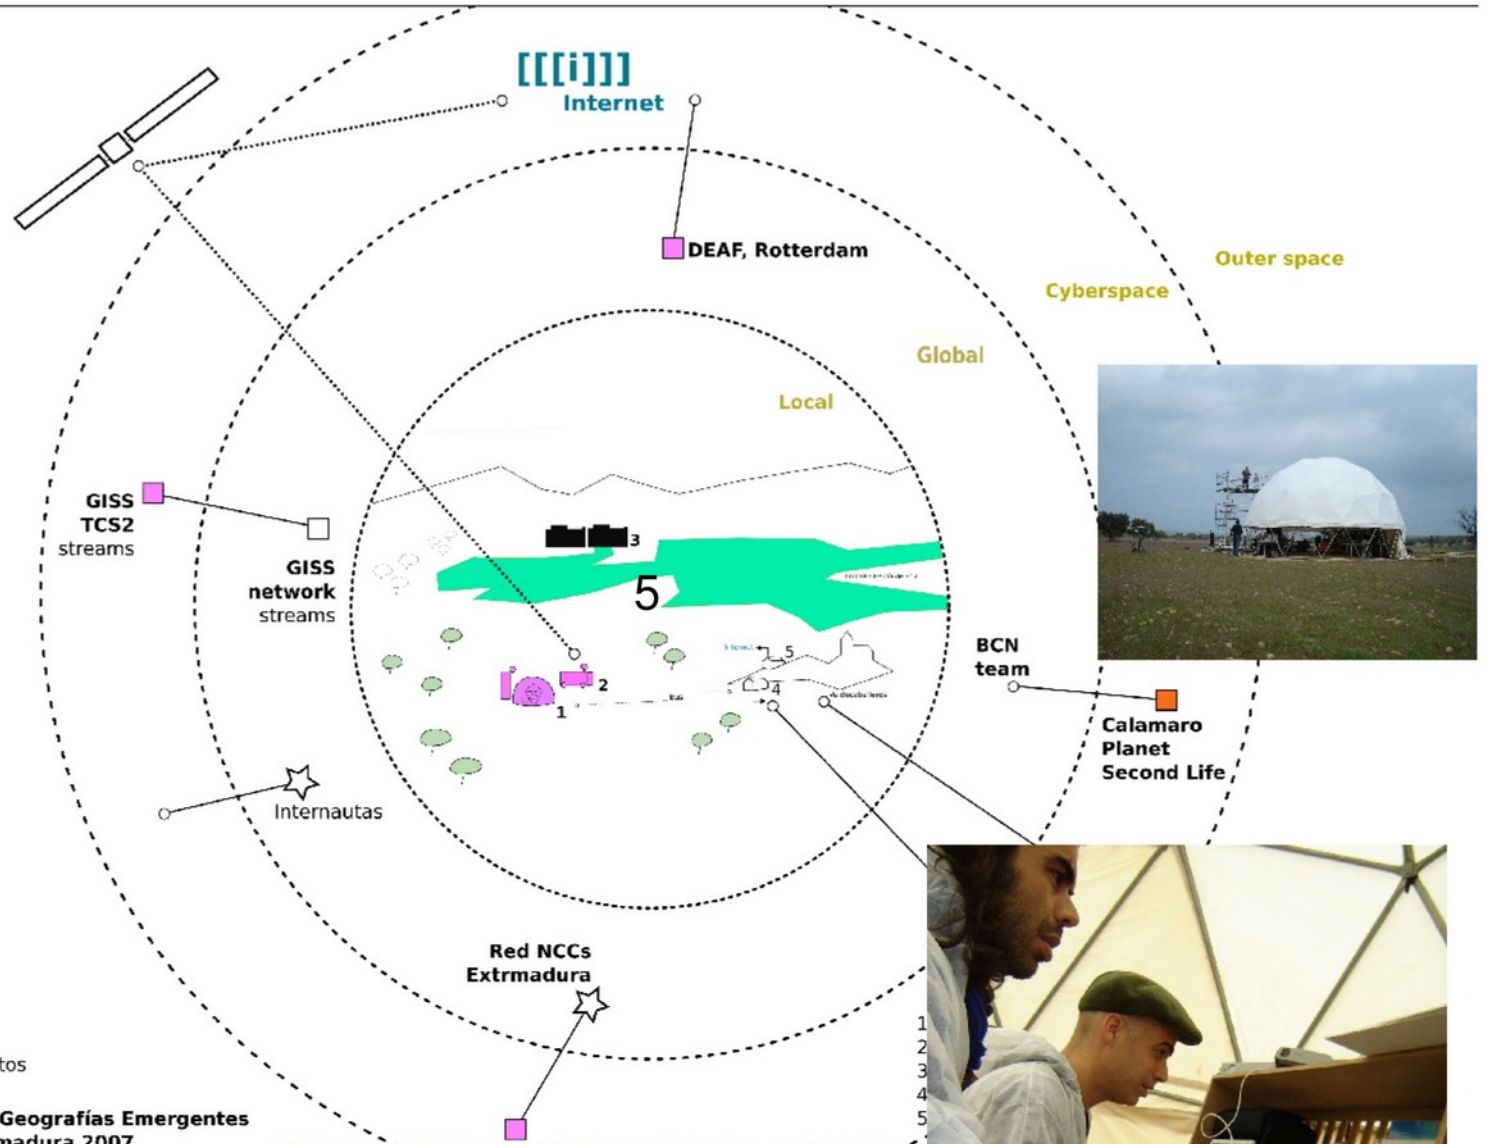 [[[i]]]
Internet
DEAF, Rotterdam
Outer space
Cyberspace
Global
Local
GISS
TCS2
streams
GISS
network
streams
3
5
5
2
1
Bus
4
BCN
team
Calamaro
Planet
Second Life
Internautas
Red NCCs
Extrmadura
1
2
3
4
5
tos
Geografías Emergentes
madura 2007